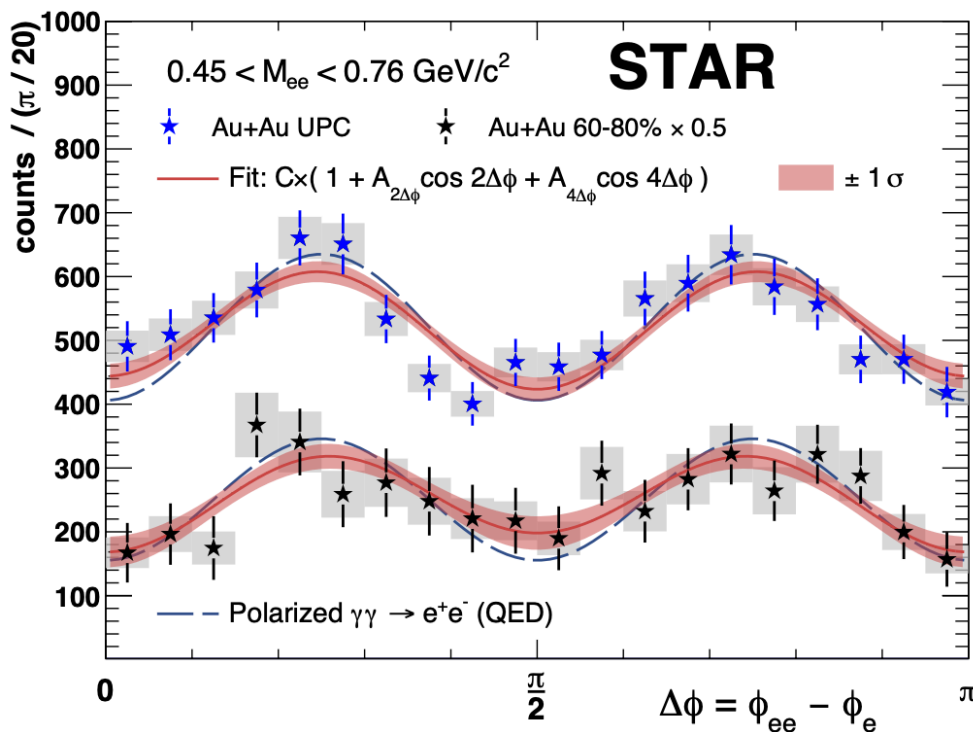 counts / (π / 20)
1000
900
800
700
600
500
400
300
200
100
0.45 < M_ee < 0.76 GeV/c²
STAR
Au+Au UPC
Au+Au 60-80% × 0.5
Fit: C×( 1 + A_2Δϕ cos 2Δϕ + A_4Δϕ cos 4Δϕ )
± 1 σ
Polarized γγ → e⁺e⁻ (QED)
0
π/2
π
Δϕ = ϕ_ee − ϕ_e